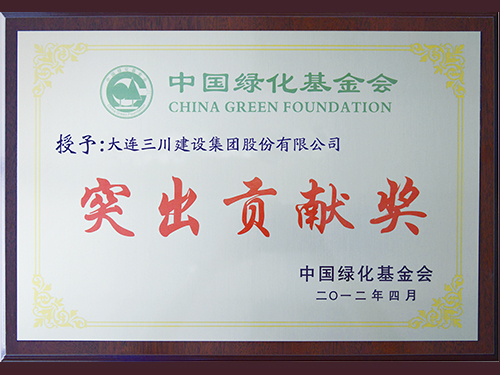 中国绿化基金会
CHINA GREEN FOUNDATION
授予:大连三川建设集团股份有限公司
突出贡献奖
中国绿化基金会
二〇一二年四月